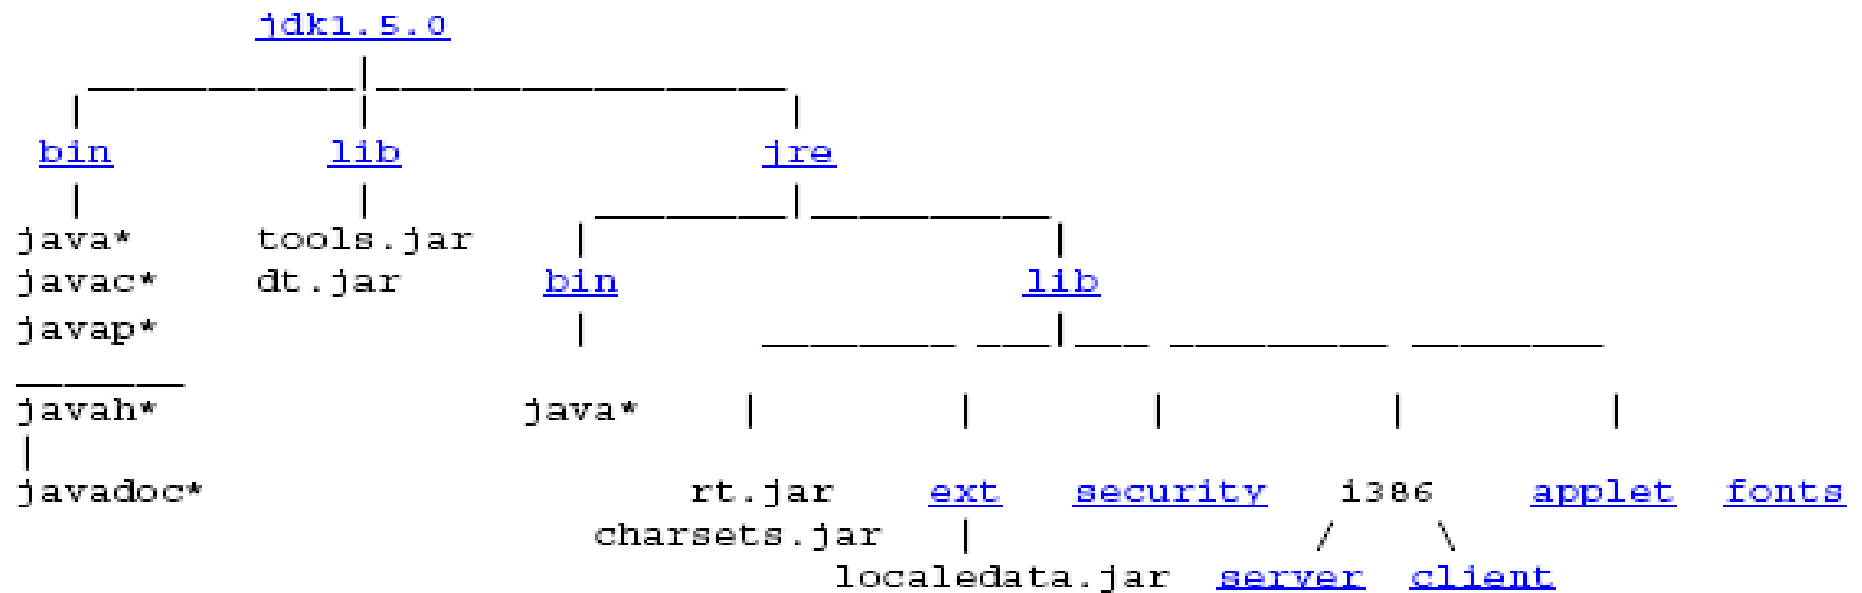 jdk1.5.0
bin lib jre
java* tools.jar
javac* dt.jar bin lib
javap*
javah* java*
javadoc* rt.jar ext security i386 applet fonts
charsets.jar
localedata.jar server client